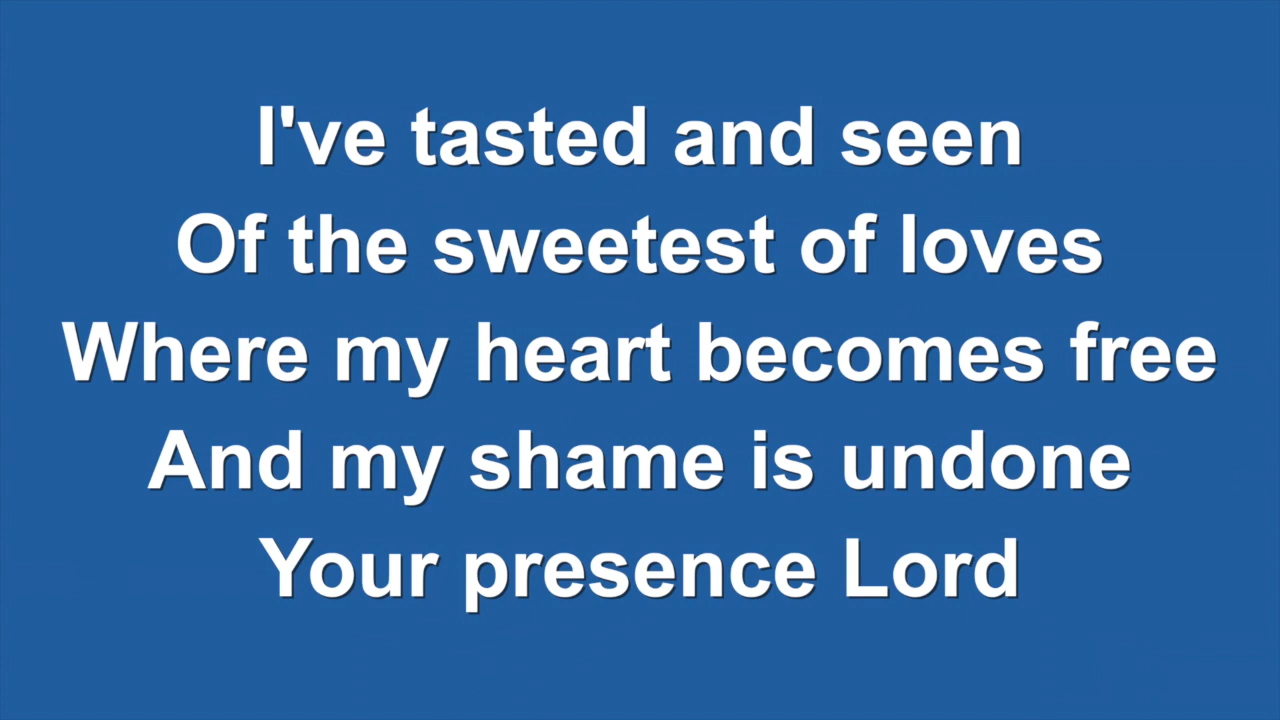 I've tasted and seen
Of the sweetest of loves
Where my heart becomes free
And my shame is undone
Your presence Lord